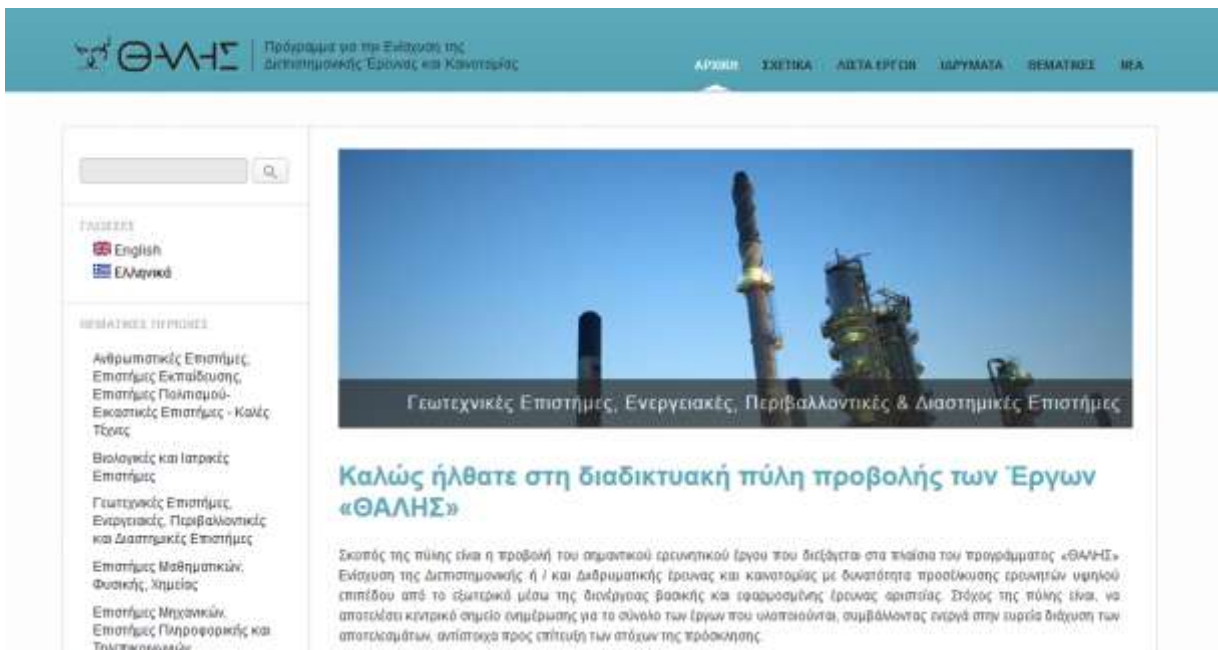 ΘΑΛΗΣ
Πρόγραμμα για την Ενίσχυση της
Διεπιστημονικής Έρευνας και Καινοτομίας
ΑΡΧΙΚΗ ΣΧΕΤΙΚΑ ΛΙΣΤΑ ΕΡΓΩΝ ΙΔΡΥΜΑΤΑ ΘΕΜΑΤΙΚΕΣ ΝΕΑ
ΓΛΩΣΣΕΣ
English
Ελληνικά
ΘΕΜΑΤΙΚΕΣ ΠΕΡΙΟΧΕΣ
Ανθρωπιστικές Επιστήμες,
Επιστήμες Εκπαίδευσης,
Επιστήμες Πολιτισμού-
Εικαστικές Επιστήμες - Καλές
Τέχνες
Βιολογικές και Ιατρικές
Επιστήμες
Γεωτεχνικές Επιστήμες,
Ενεργειακές, Περιβαλλοντικές
και Διαστημικές Επιστήμες
Επιστήμες Μαθηματικών,
Φυσικής, Χημείας
Επιστήμες Μηχανικών,
Επιστήμες Πληροφορικής και
Τηλεπικοινωνιών
Γεωτεχνικές Επιστήμες, Ενεργειακές, Περιβαλλοντικές & Διαστημικές Επιστήμες
Καλώς ήλθατε στη διαδικτυακή πύλη προβολής των Έργων
«ΘΑΛΗΣ»
Σκοπός της πύλης είναι η προβολή του σημαντικού ερευνητικού έργου που διεξάγεται στα πλαίσια του προγράμματος «ΘΑΛΗΣ»
Ενίσχυση της Διεπιστημονικής ή / και Διιδρυματικής έρευνας και καινοτομίας με δυνατότητα προσέλκυσης ερευνητών υψηλού
επιπέδου από το εξωτερικό μέσω της διενέργειας βασικής και εφαρμοσμένης έρευνας αριστείας. Στόχος της πύλης είναι, να
αποτελέσει κεντρικό σημείο ενημέρωσης για το σύνολο των έργων που υλοποιούνται, συμβάλλοντας ενεργά στην ευρεία διάχυση των
αποτελεσμάτων, αντίστοιχα προς επίτευξη των στόχων της πρόσκλησης.